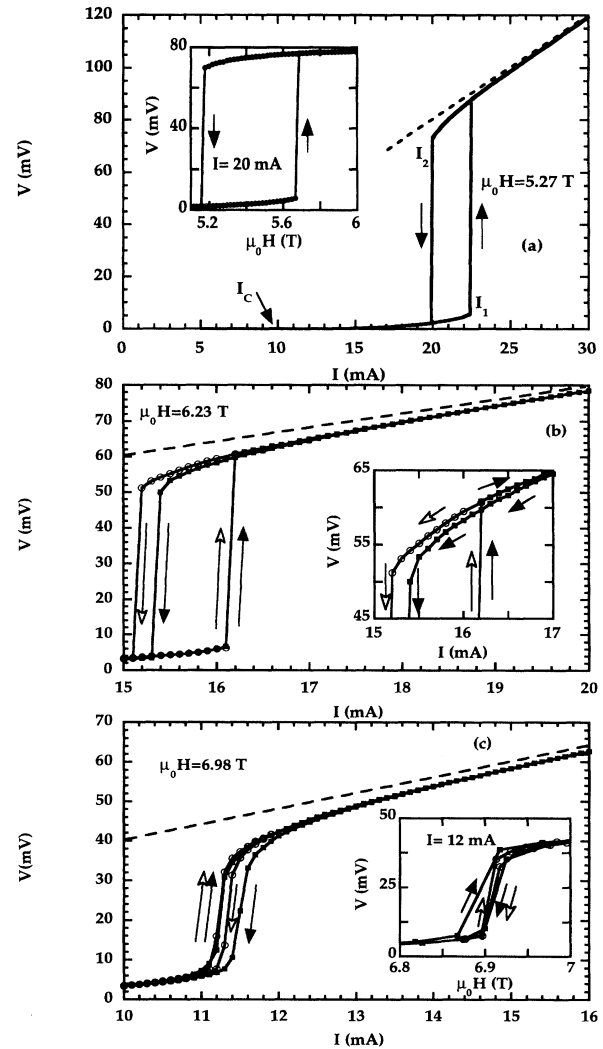 120
100
80
60
40
20
0
V (mV)
80
40
0
V (mV)
I= 20 mA
5.2 5.6 6
μ₀H (T)
I₂
μ₀H=5.27 T
(a)
I₁
I_C
0 5 10 15 20 25 30
I (mA)
80
70
60
50
40
30
20
10
0
V (mV)
μ₀H=6.23 T
(b)
65
55
45
V (mV)
15 16 17
I (mA)
15 16 17 18 19 20
I (mA)
70
60
50
40
30
20
10
0
V(mV)
μ₀H=6.98 T
(c)
50
25
0
V (mV)
I= 12 mA
6.8 6.9 7
μ₀H (T)
10 11 12 13 14 15 16
I (mA)